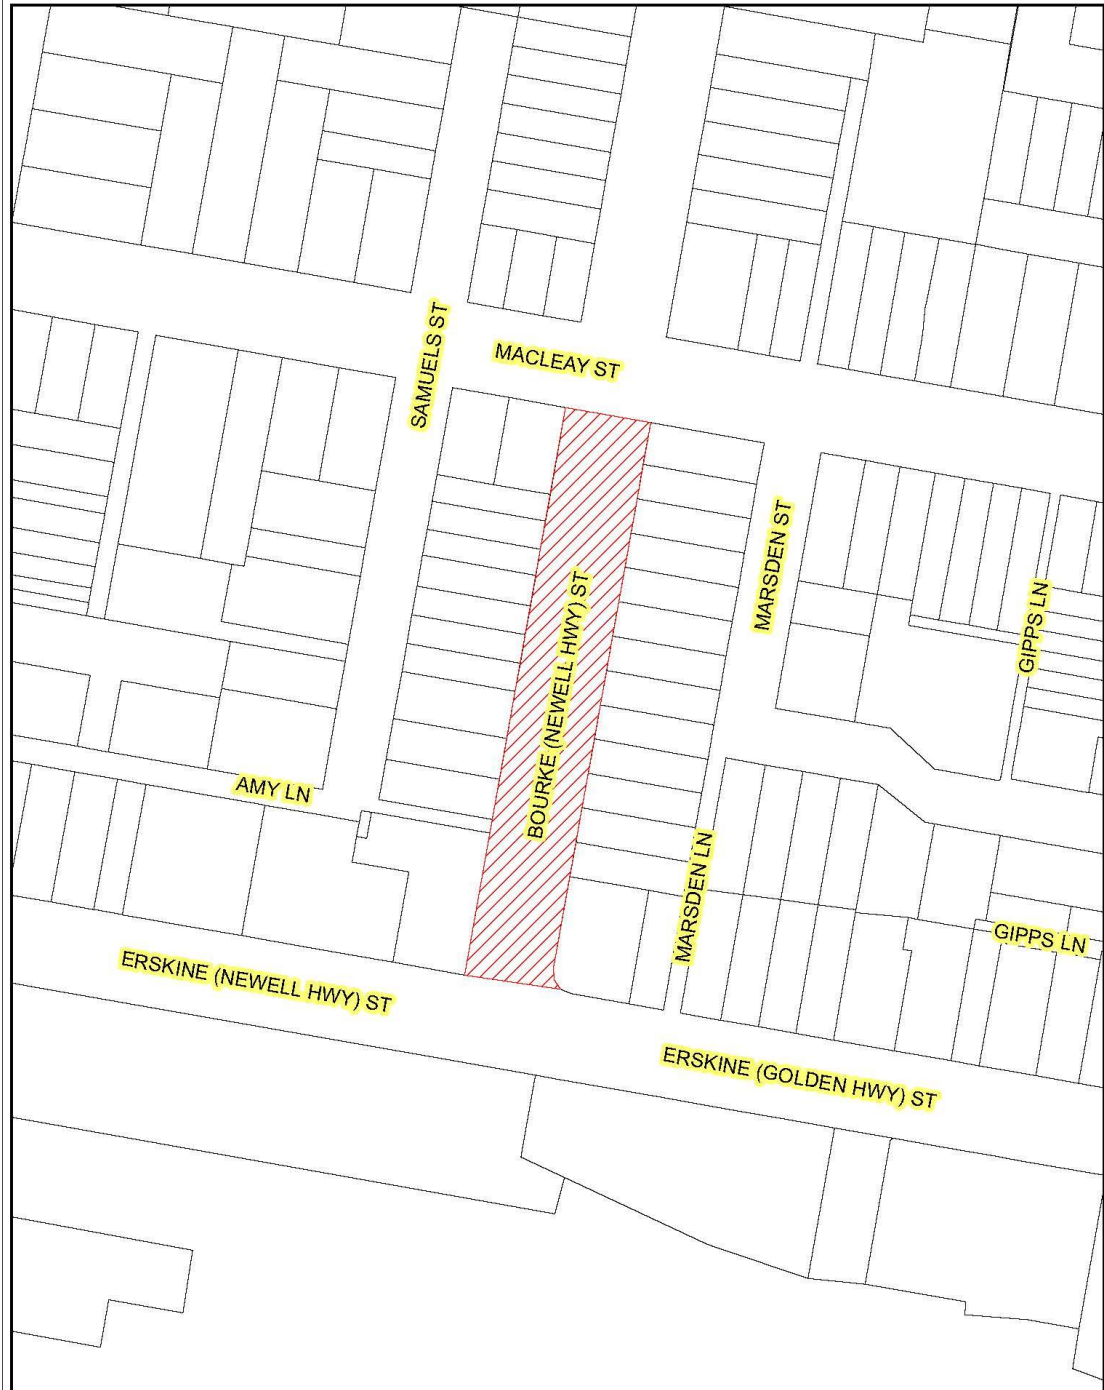 SAMUELS ST
MACLEAY ST
MARSDEN ST
GIPPS LN
BOURKE (NEWELL HWY) ST
AMY LN
MARSDEN LN
GIPPS LN
ERSKINE (NEWELL HWY) ST
ERSKINE (GOLDEN HWY) ST